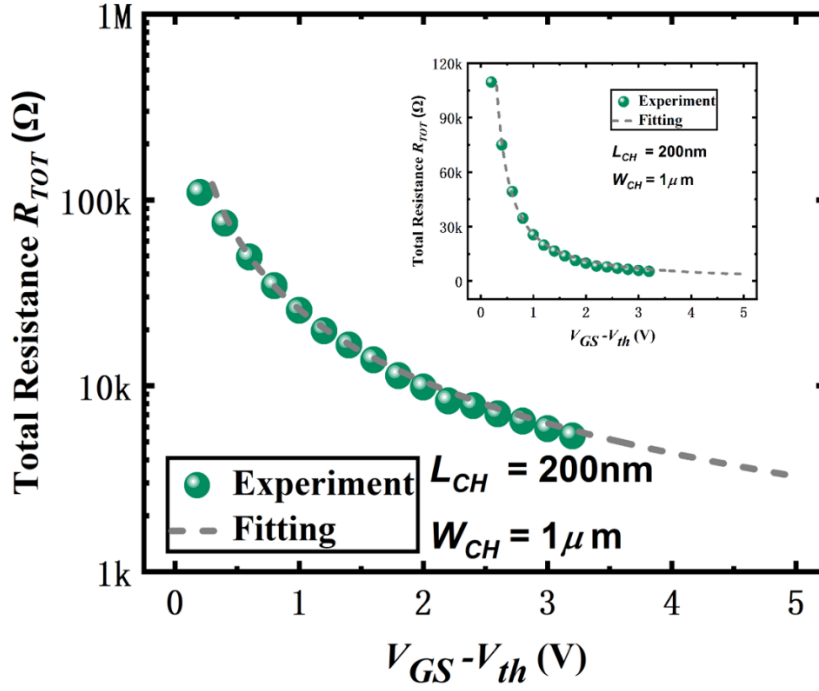 Total Resistance R_TOT (Ω)
1M
100k
10k
1k
Experiment
Fitting
L_CH = 200nm
W_CH = 1μm
0 1 2 3 4 5
V_GS-V_th (V)
Total Resistance R_TOT (Ω)
120k
90k
60k
30k
0
Experiment
Fitting
L_CH = 200nm
W_CH = 1μm
0 1 2 3 4 5
V_GS-V_th (V)